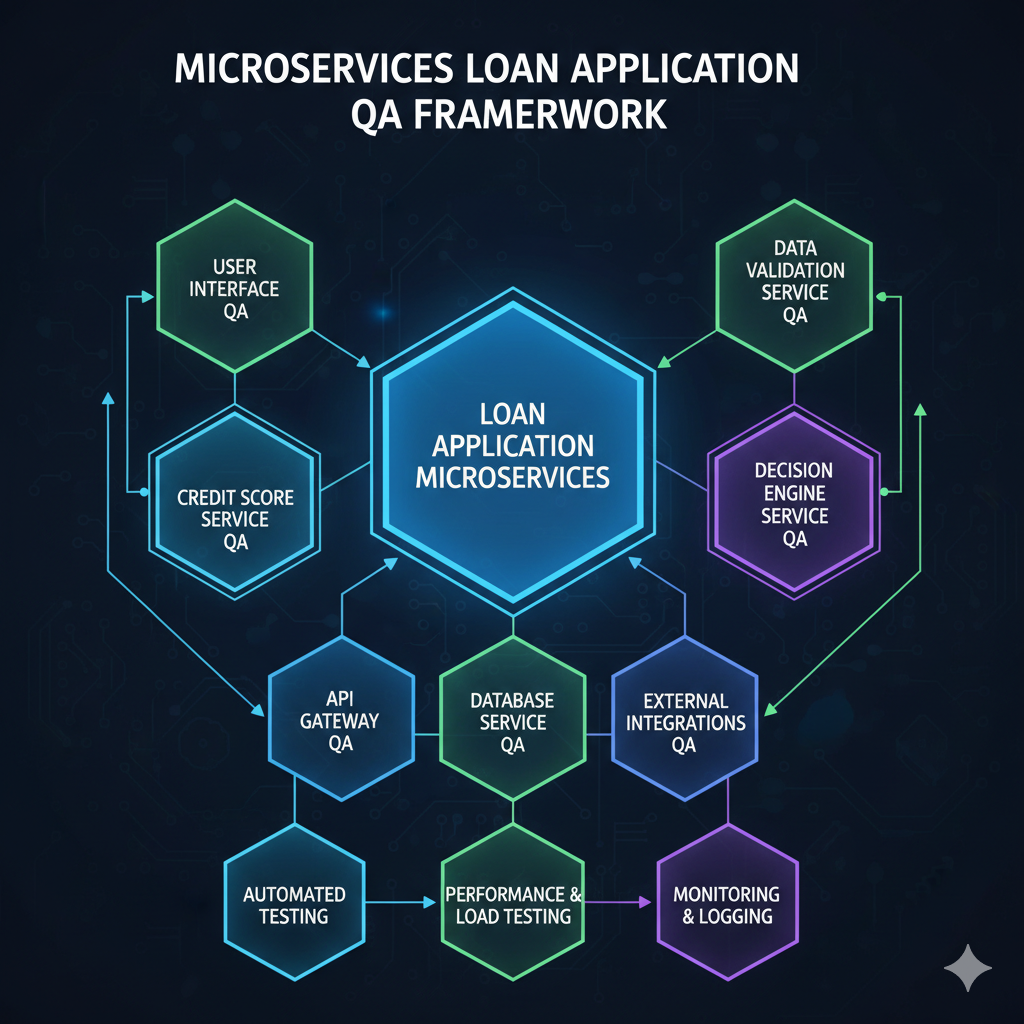 MICROSERVICES LOAN APPLICATION
QA FRAMERWORK
USER
INTERFACE
QA
DATA
VALIDATION
SERVICE
QA
LOAN
APPLICATION
MICROSERVICES
CREDIT SCORE
SERVICE
QA
DECISION
ENGINE
SERVICE
QA
API
GATEWAY
QA
DATABASE
SERVICE
QA
EXTERNAL
INTEGRATIONS
QA
AUTOMATED
TESTING
PERFORMANCE &
LOAD TESTING
MONITORING
& LOGGING